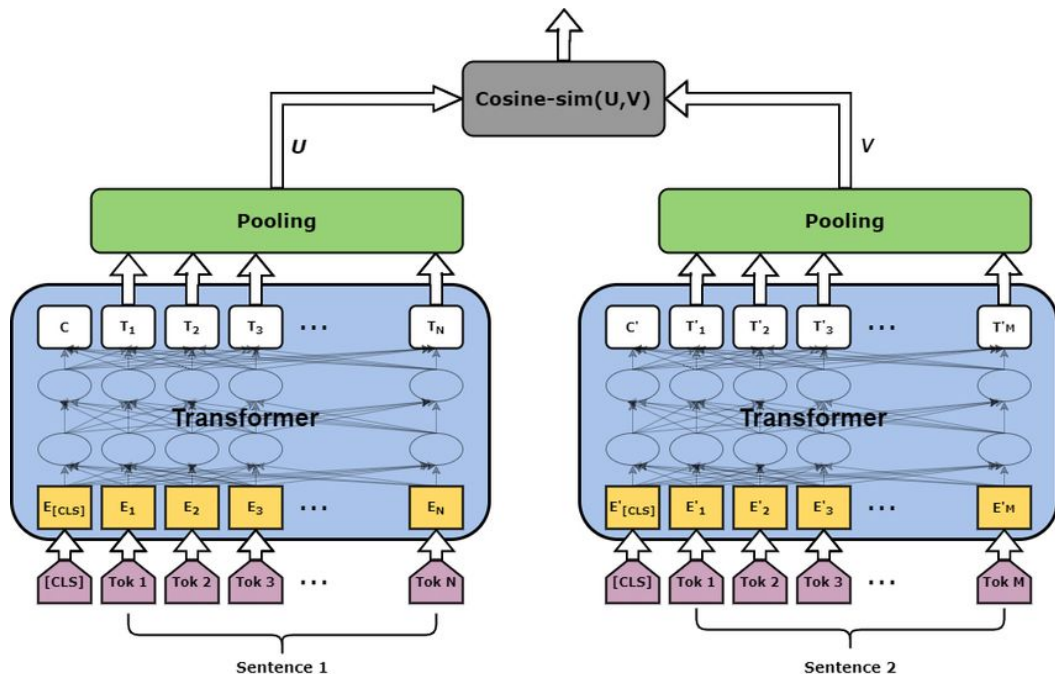 Cosine-sim(U,V)
U V
Pooling Pooling
C T1 T2 T3 ... TN C' T'1 T'2 T'3 ... T'M
Transformer Transformer
E[CLS] E1 E2 E3 ... EN E'[CLS] E'1 E'2 E'3 ... E'M
[CLS] Tok 1 Tok 2 Tok 3 ... Tok N [CLS] Tok 1 Tok 2 Tok 3 ... Tok M
Sentence 1 Sentence 2